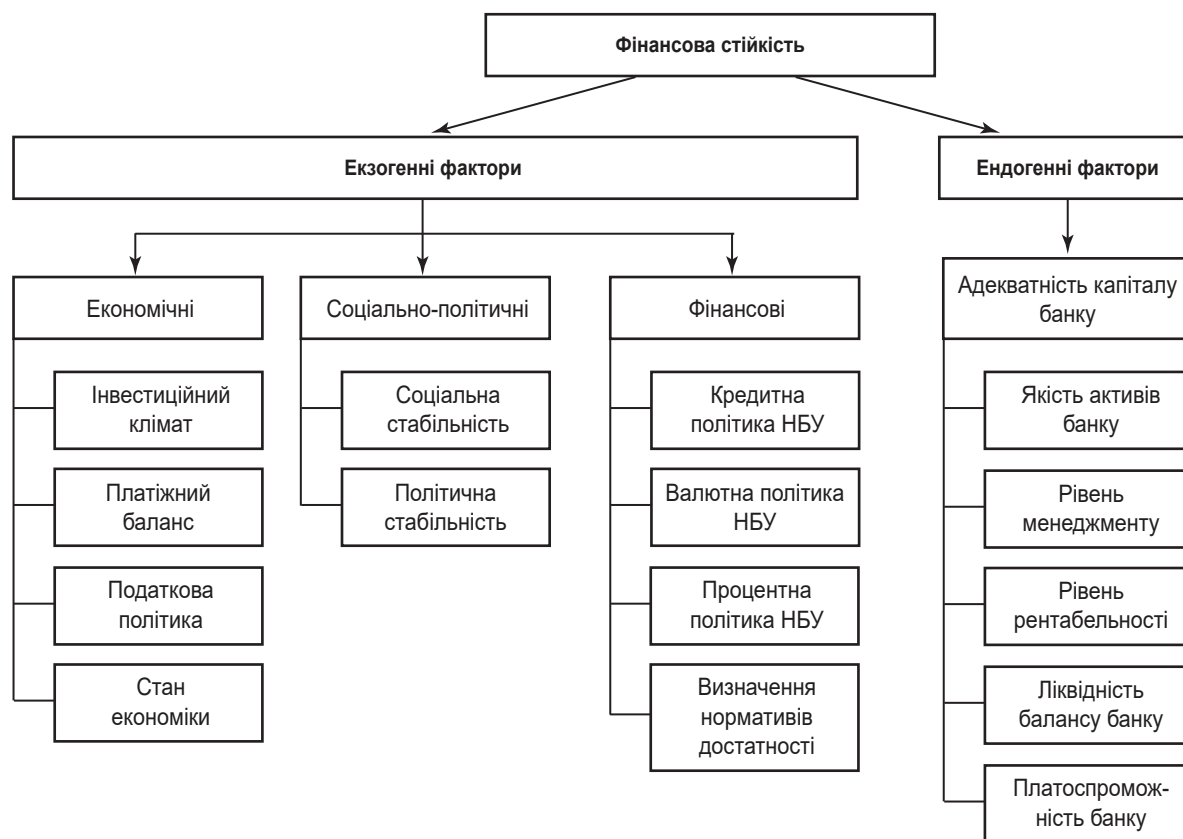 Фінансова стійкість
Екзогенні фактори
Ендогенні фактори
Економічні
Соціально-політичні
Фінансові
Адекватність капіталу
банку
Інвестиційний
клімат
Платіжний
баланс
Податкова
політика
Стан
економіки
Соціальна
стабільність
Політична
стабільність
Кредитна
політика НБУ
Валютна політика
НБУ
Процентна
політика НБУ
Визначення
нормативів
достатності
Якість активів
банку
Рівень
менеджменту
Рівень
рентабельності
Ліквідність
балансу банку
Платоспромож-
ність банку